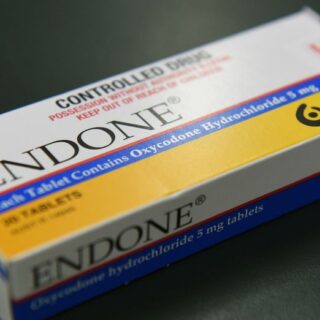 CONTROLLED DRUG
POSSESSION WITHOUT AUTHORITY ILLEGAL
KEEP OUT OF REACH OF CHILDREN
ENDONE®
Each Tablet Contains Oxycodone Hydrochloride 5 mg
20 TABLETS
ENDONE®
Oxycodone hydrochloride 5 mg tablets